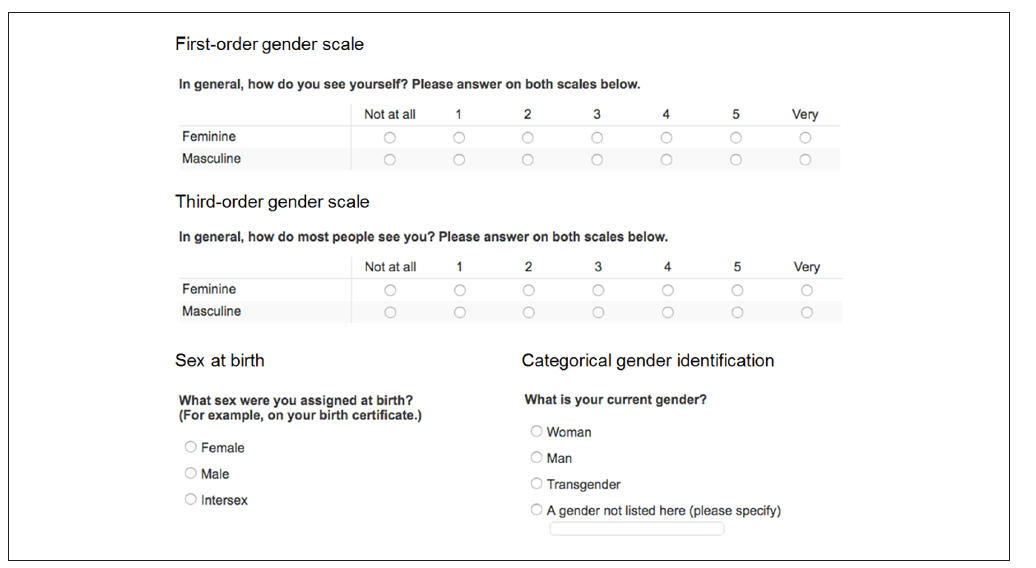 First-order gender scale
In general, how do you see yourself? Please answer on both scales below.
Not at all 1 2 3 4 5 Very
Feminine
Masculine
Third-order gender scale
In general, how do most people see you? Please answer on both scales below.
Not at all 1 2 3 4 5 Very
Feminine
Masculine
Sex at birth
What sex were you assigned at birth?
(For example, on your birth certificate.)
Female
Male
Intersex
Categorical gender identification
What is your current gender?
Woman
Man
Transgender
A gender not listed here (please specify)